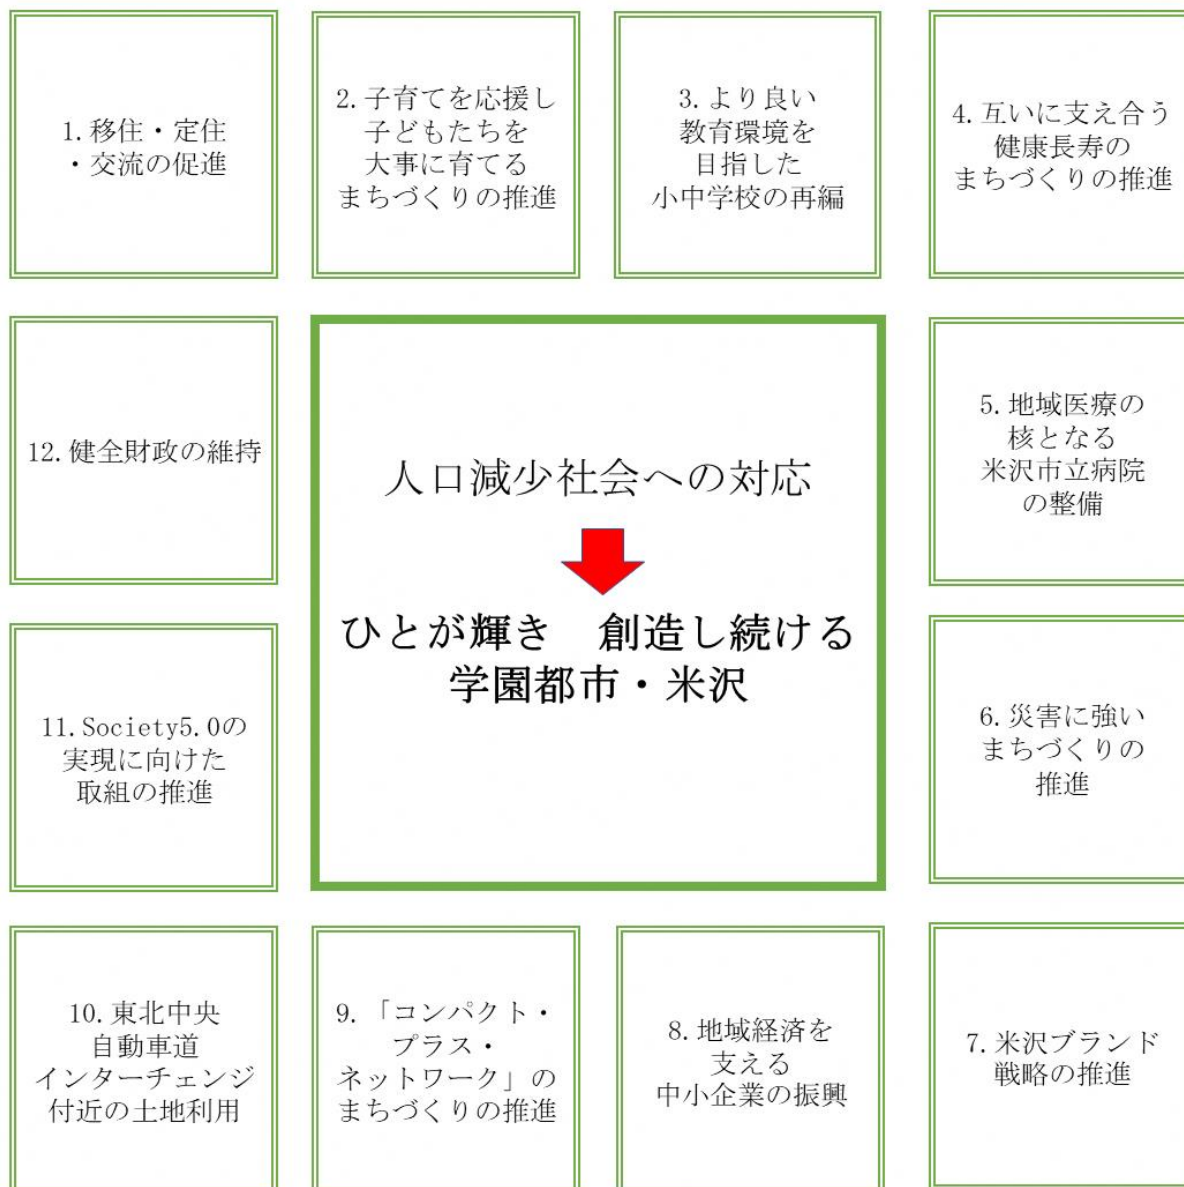 1. 移住・定住
・交流の促進
2. 子育てを応援し
子どもたちを
大事に育てる
まちづくりの推進
3. より良い
教育環境を
目指した
小中学校の再編
4. 互いに支え合う
健康長寿の
まちづくりの推進
12. 健全財政の維持
人口減少社会への対応
ひとが輝き　創造し続ける
学園都市・米沢
5. 地域医療の
核となる
米沢市立病院
の整備
11. Society5.0の
実現に向けた
取組の推進
6. 災害に強い
まちづくりの
推進
10. 東北中央
自動車道
インターチェンジ
付近の土地利用
9. 「コンパクト・
プラス・
ネットワーク」の
まちづくりの推進
8. 地域経済を
支える
中小企業の振興
7. 米沢ブランド
戦略の推進